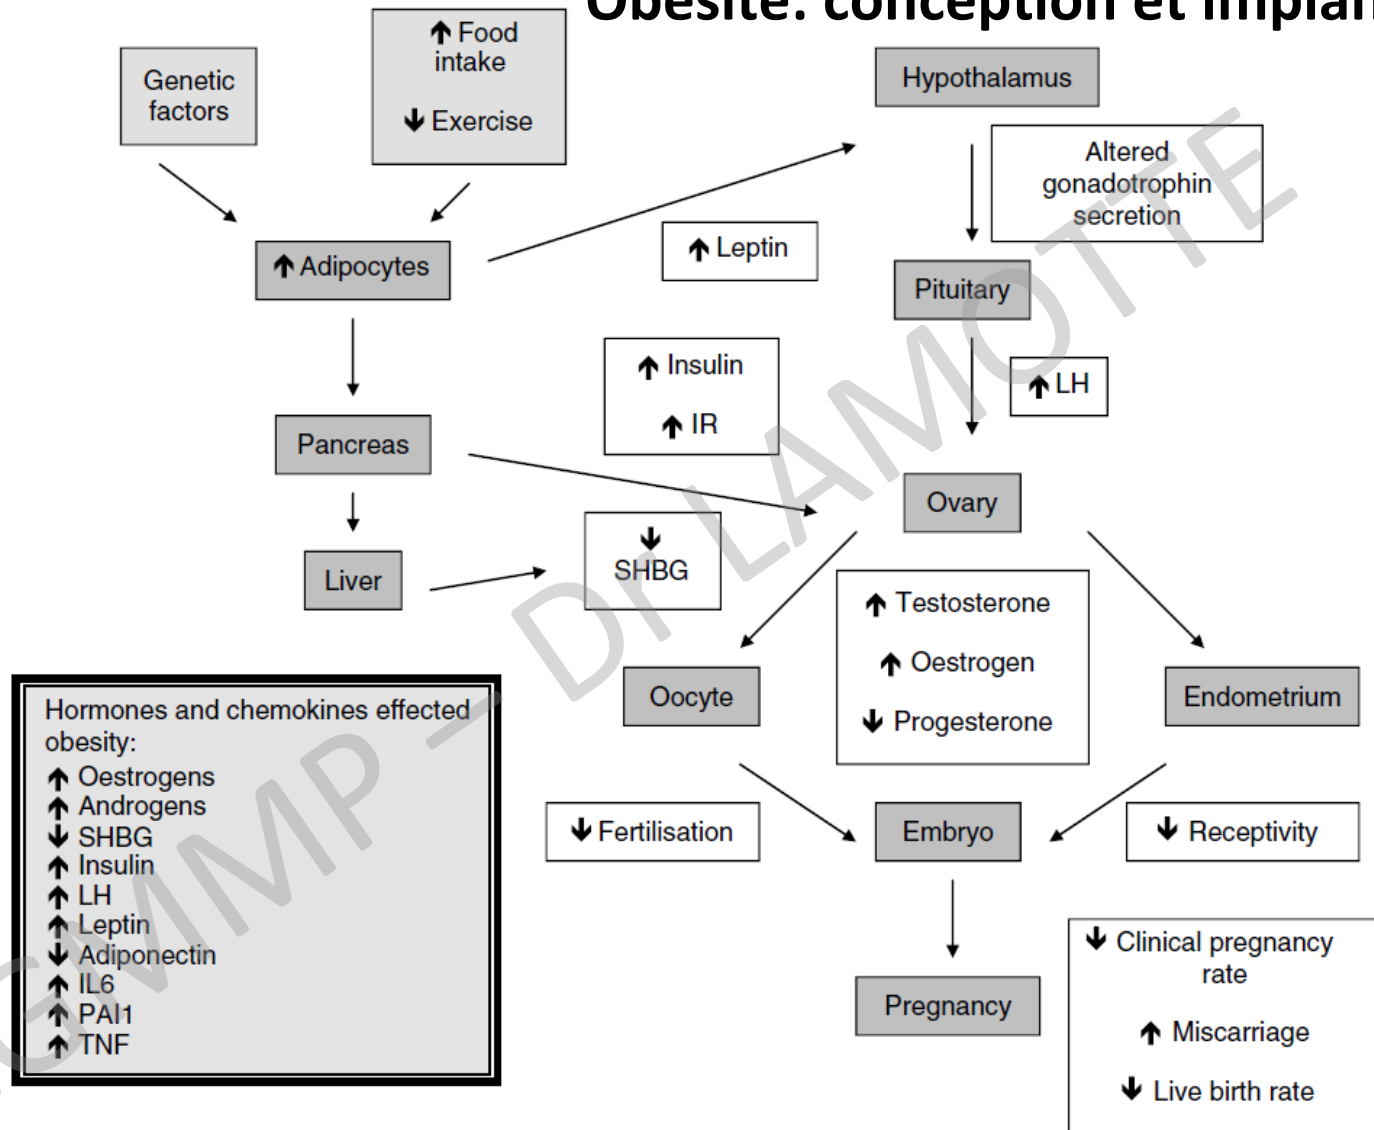 Obésité: conception et implan
Genetic
factors
↑ Food
intake
↓ Exercise
Hypothalamus
Altered
gonadotrophin
secretion
↑ Adipocytes
↑ Leptin
Pituitary
↑ Insulin
↑ IR
↑ LH
Pancreas
Ovary
↓
SHBG
Liver
↑ Testosterone
↑ Oestrogen
↓ Progesterone
Oocyte
Endometrium
Hormones and chemokines effected
obesity:
↑ Oestrogens
↑ Androgens
↓ SHBG
↑ Insulin
↑ LH
↑ Leptin
↓ Adiponectin
↑ IL6
↑ PAI1
↑ TNF
↓ Fertilisation
Embryo
↓ Receptivity
Pregnancy
↓ Clinical pregnancy
rate
↑ Miscarriage
↓ Live birth rate
GMMP – Dr LAMOTTE